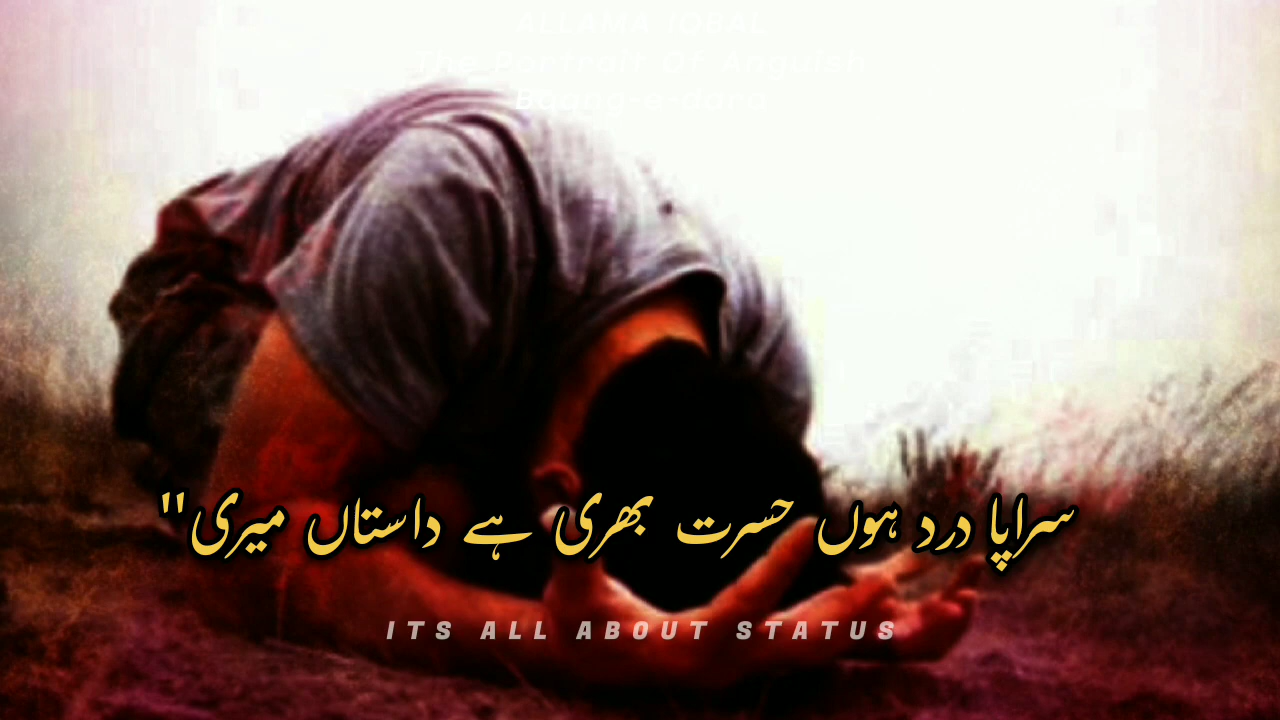 ALLAMA IQBAL
The Portrait Of Anguish
Baang-e-dara
سراپا درد ہوں حسرت بھری ہے داستاں میری"
ITS ALL ABOUT STATUS